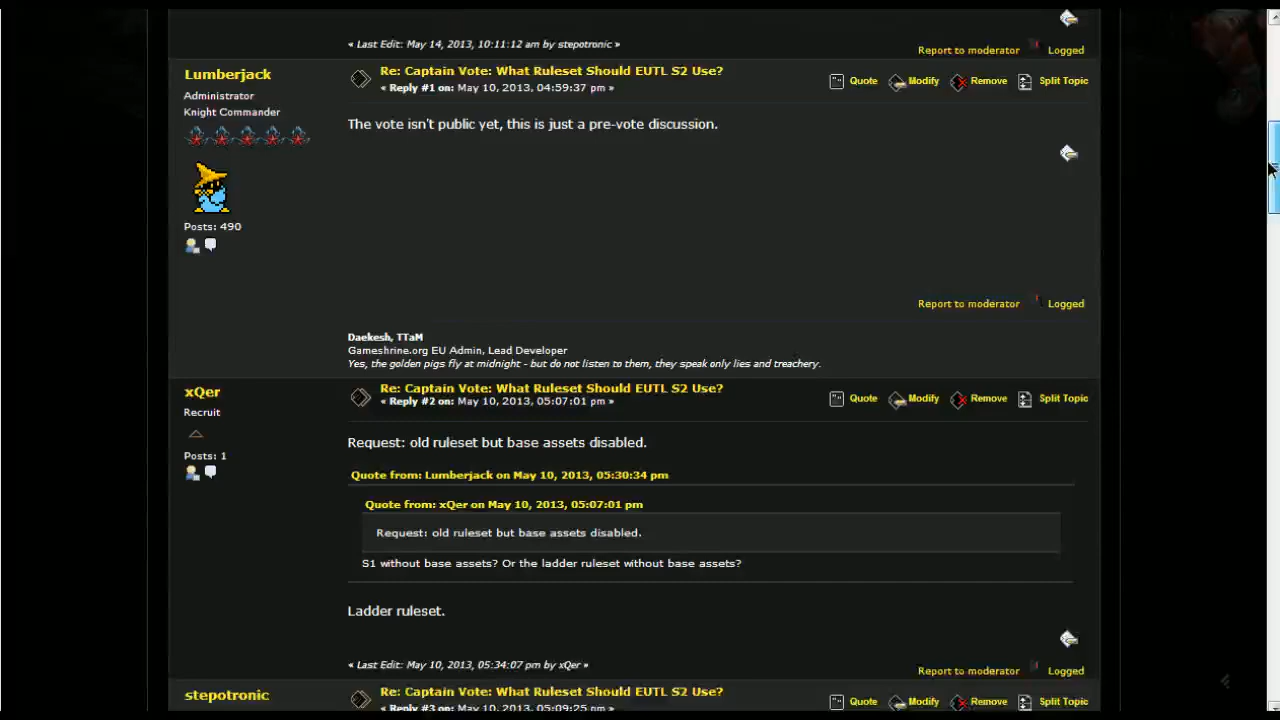 « Last Edit: May 14, 2013, 10:11:12 am by stepotronic »
Report to moderator Logged
Lumberjack
Administrator
Knight Commander
Posts: 490
Re: Captain Vote: What Ruleset Should EUTL S2 Use?
« Reply #1 on: May 10, 2013, 04:59:37 pm »
Quote Modify Remove Split Topic
The vote isn't public yet, this is just a pre-vote discussion.
Report to moderator Logged
Daekesh, TTaM
Gameshrine.org EU Admin, Lead Developer
Yes, the golden pigs fly at midnight - but do not listen to them, they speak only lies and treachery.
xQer
Recruit
Posts: 1
Re: Captain Vote: What Ruleset Should EUTL S2 Use?
« Reply #2 on: May 10, 2013, 05:07:01 pm »
Quote Modify Remove Split Topic
Request: old ruleset but base assets disabled.
Quote from: Lumberjack on May 10, 2013, 05:30:34 pm
Quote from: xQer on May 10, 2013, 05:07:01 pm
Request: old ruleset but base assets disabled.
S1 without base assets? Or the ladder ruleset without base assets?
Ladder ruleset.
« Last Edit: May 10, 2013, 05:34:07 pm by xQer »
Report to moderator Logged
stepotronic
Re: Captain Vote: What Ruleset Should EUTL S2 Use?
« Reply #3 on: May 10, 2013, 05:09:25 pm »
Quote Modify Remove Split Topic